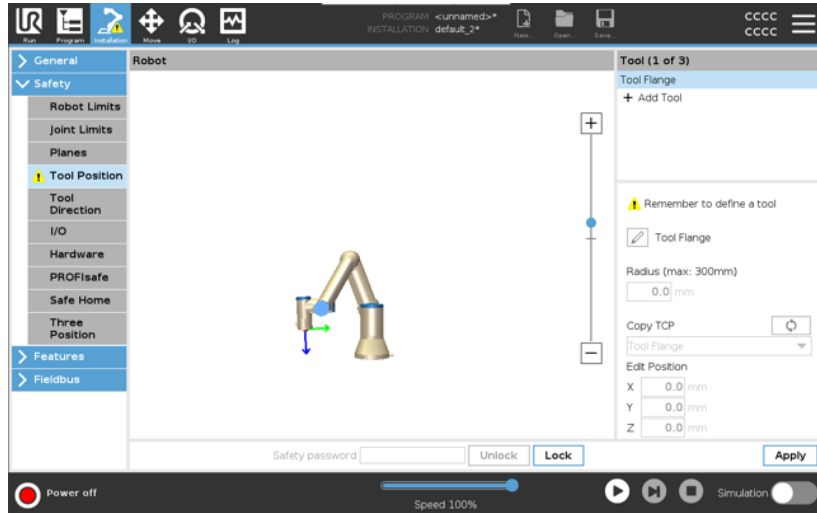 UR
PROGRAM <unnamed>*
INSTALLATION default_2*
Run Program Installation Move I/O Log
New... Open... Save...
CCCC
CCCC
General
Safety
Robot Limits
Joint Limits
Planes
Tool Position
Tool
Direction
I/O
Hardware
PROFIsafe
Safe Home
Three
Position
Features
Fieldbus
Robot
Tool (1 of 3)
Tool Flange
+ Add Tool
Remember to define a tool
Tool Flange
Radius (max: 300mm)
0.0 mm
Copy TCP
Tool Flange
Edit Position
X 0.0 mm
Y 0.0 mm
Z 0.0 mm
Safety password Unlock Lock
Apply
Power off
Speed 100%
Simulation